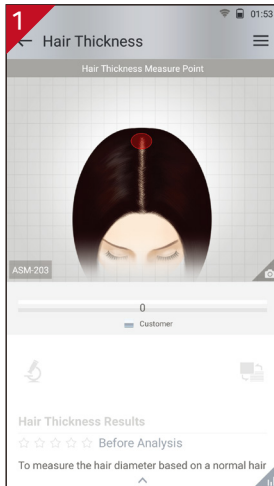 1
01:53
Hair Thickness
Hair Thickness Measure Point
ASM-203
0
Customer
Hair Thickness Results
Before Analysis
To measure the hair diameter based on a normal hair